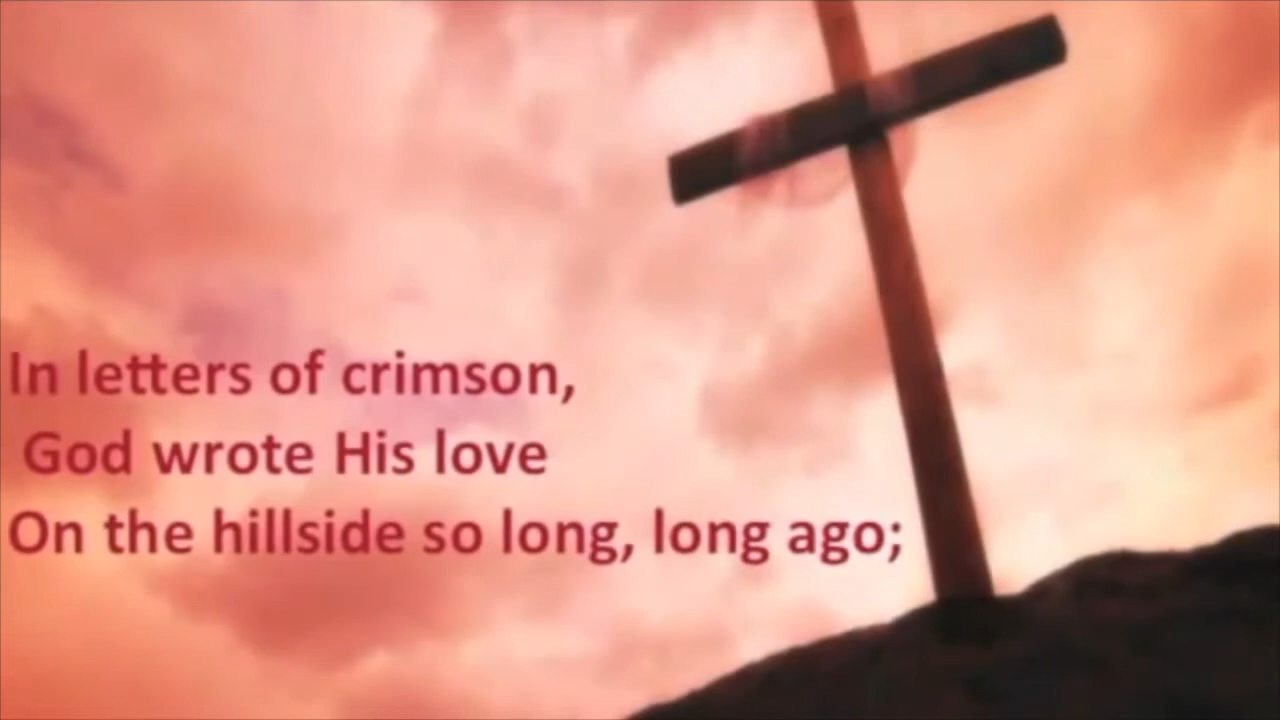 In letters of crimson,
God wrote His love
On the hillside so long, long ago;